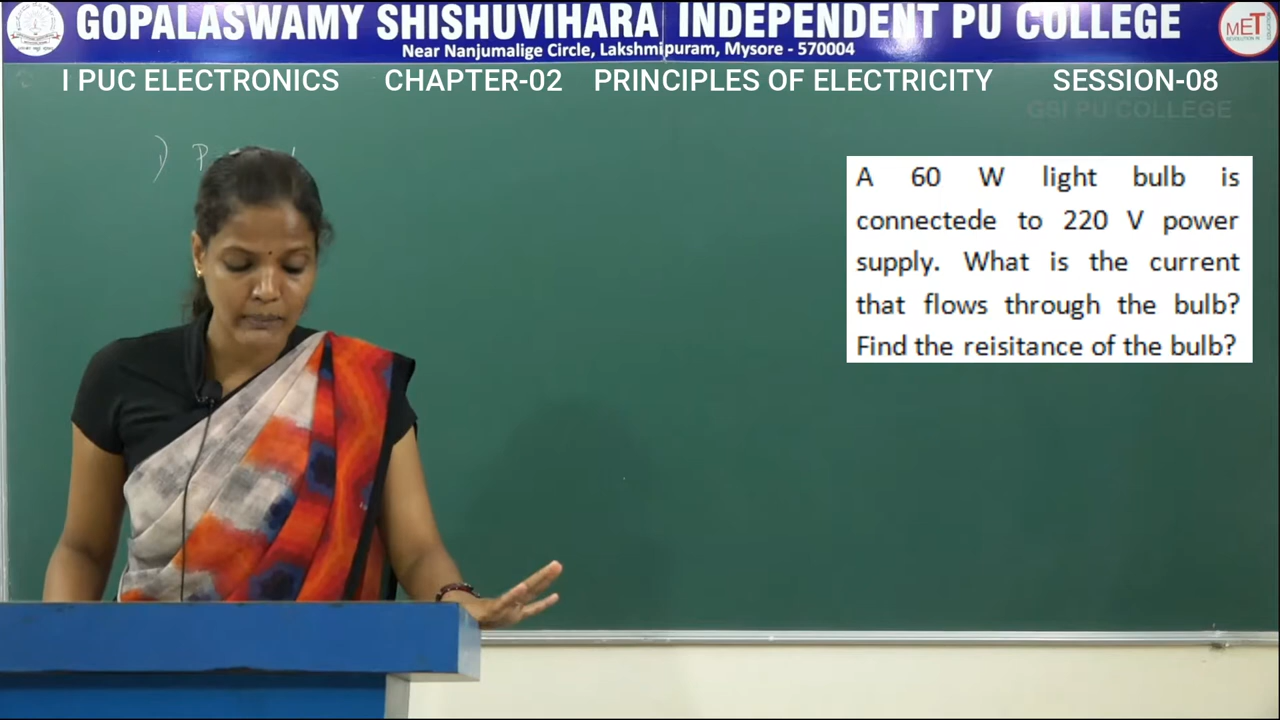 GOPALASWAMY SHISHUVIHARA INDEPENDENT PU COLLEGE
Near Nanjumalige Circle, Lakshmipuram, Mysore - 570004
MET
I PUC ELECTRONICS CHAPTER-02 PRINCIPLES OF ELECTRICITY SESSION-08
GSI PU COLLEGE
1) P
A 60 W light bulb is
connectede to 220 V power
supply. What is the current
that flows through the bulb?
Find the reisitance of the bulb?